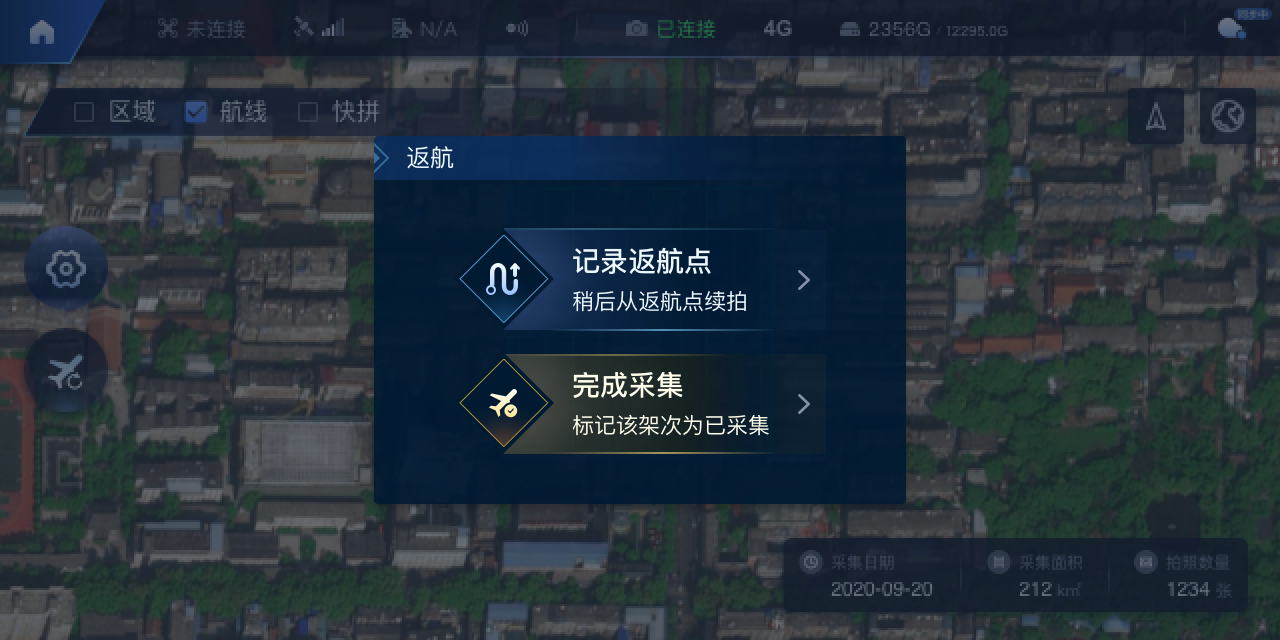 未连接
N/A
已连接
4G
2356G / 12295.0G
同步中
区域
航线
快拼
返航
记录返航点
稍后从返航点续拍
完成采集
标记该架次为已采集
采集日期
2020-09-20
采集面积
212 km²
拍照数量
1234 张